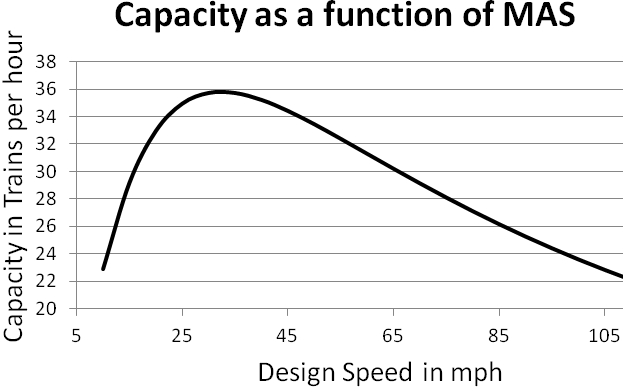 Capacity as a function of MAS
Capacity in Trains per hour
38
36
34
32
30
28
26
24
22
20
5 25 45 65 85 105
Design Speed in mph